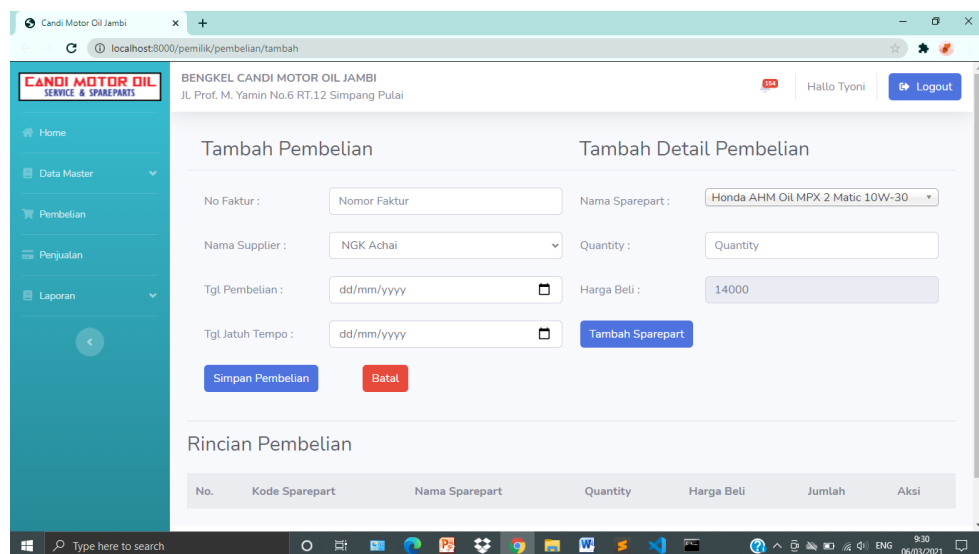 Candi Motor Oil Jambi
localhost:8000/pemilik/pembelian/tambah
CANDI MOTOR OIL
SERVICE & SPAREPARTS
BENGKEL CANDI MOTOR OIL JAMBI
Jl. Prof. M. Yamin No.6 RT.12 Simpang Pulai
154
Hallo Tyoni
Logout
Home
Data Master
Pembelian
Penjualan
Laporan
Tambah Pembelian
No Faktur :
Nomor Faktur
Nama Supplier :
NGK Achai
Tgl Pembelian :
dd/mm/yyyy
Tgl Jatuh Tempo :
dd/mm/yyyy
Simpan Pembelian
Batal
Tambah Detail Pembelian
Nama Sparepart :
Honda AHM Oil MPX 2 Matic 10W-30
Quantity :
Quantity
Harga Beli :
14000
Tambah Sparepart
Rincian Pembelian
No. Kode Sparepart Nama Sparepart Quantity Harga Beli Jumlah Aksi
Type here to search
ENG
9:30
06/03/2021